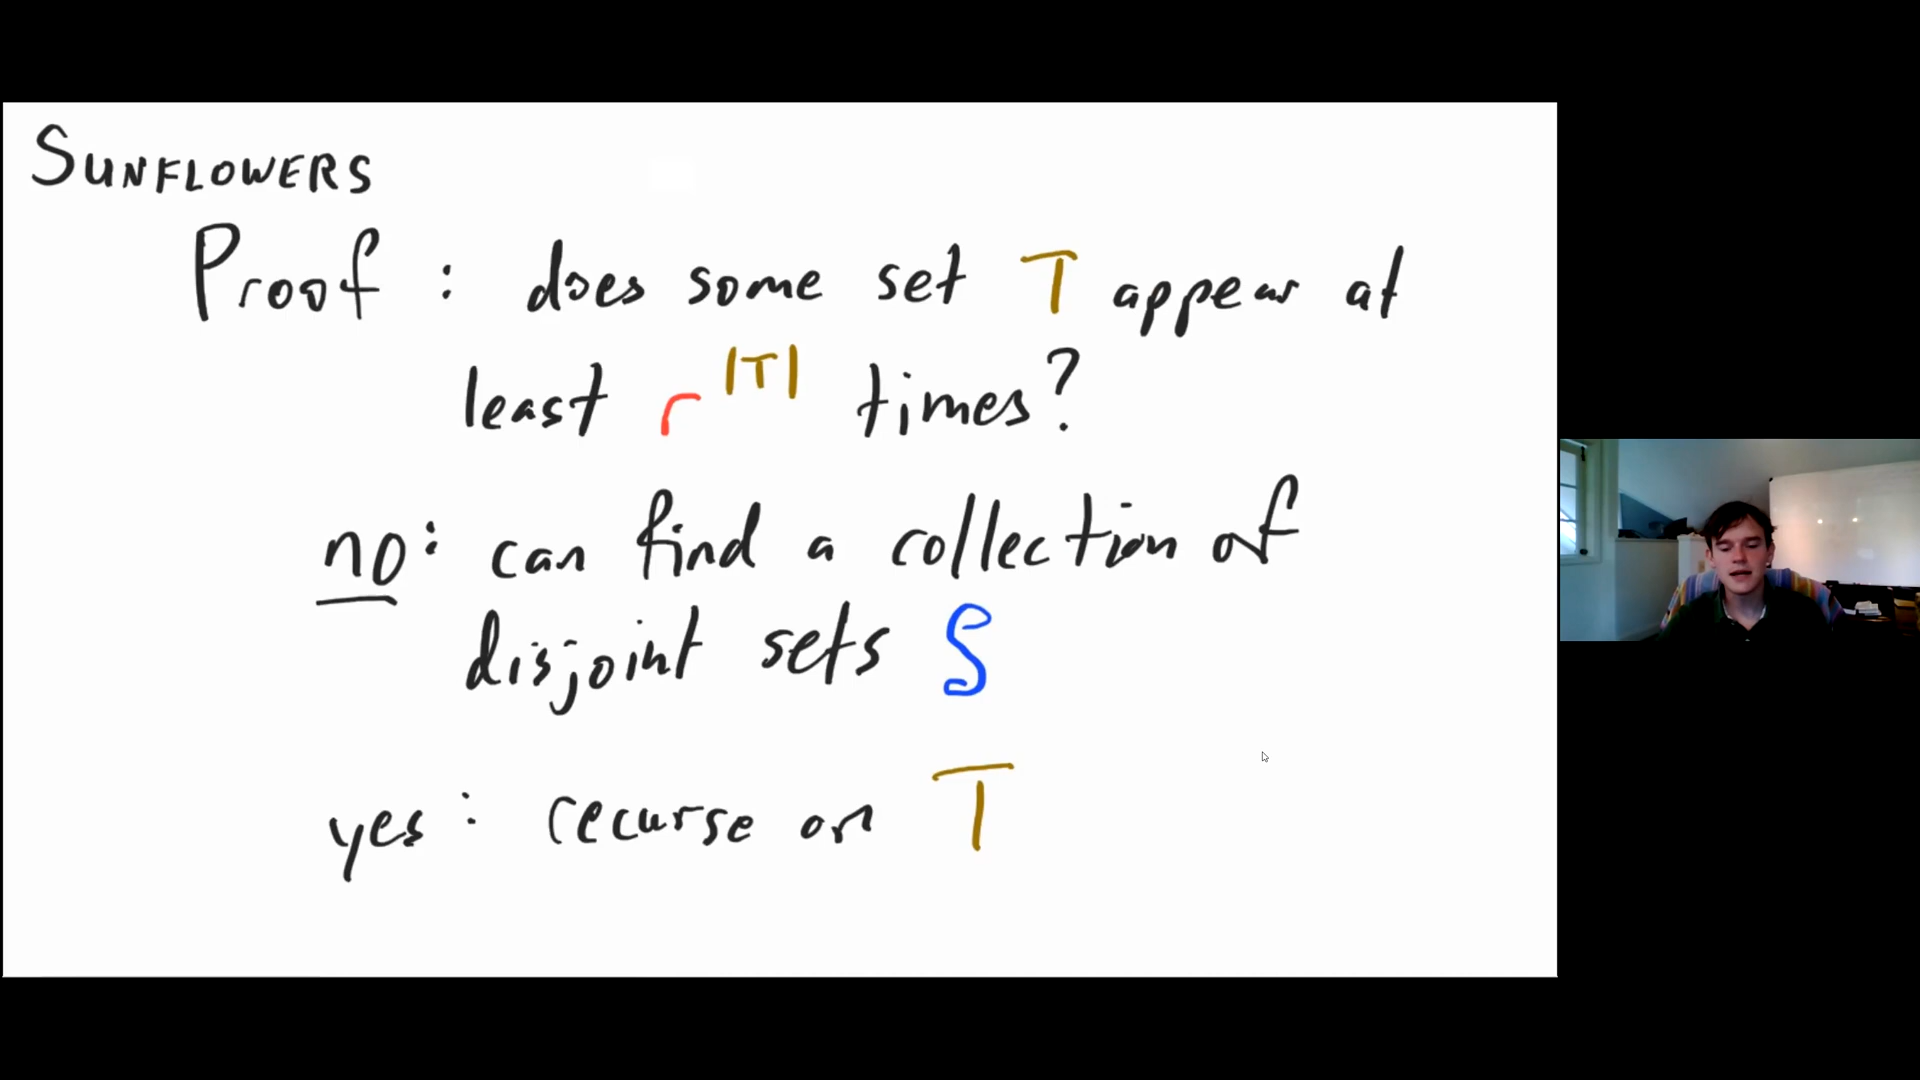 SUNFLOWERS
Proof : does some set T appear at
least r^|T| times?
no: can find a collection of
disjoint sets S
yes: recurse on T